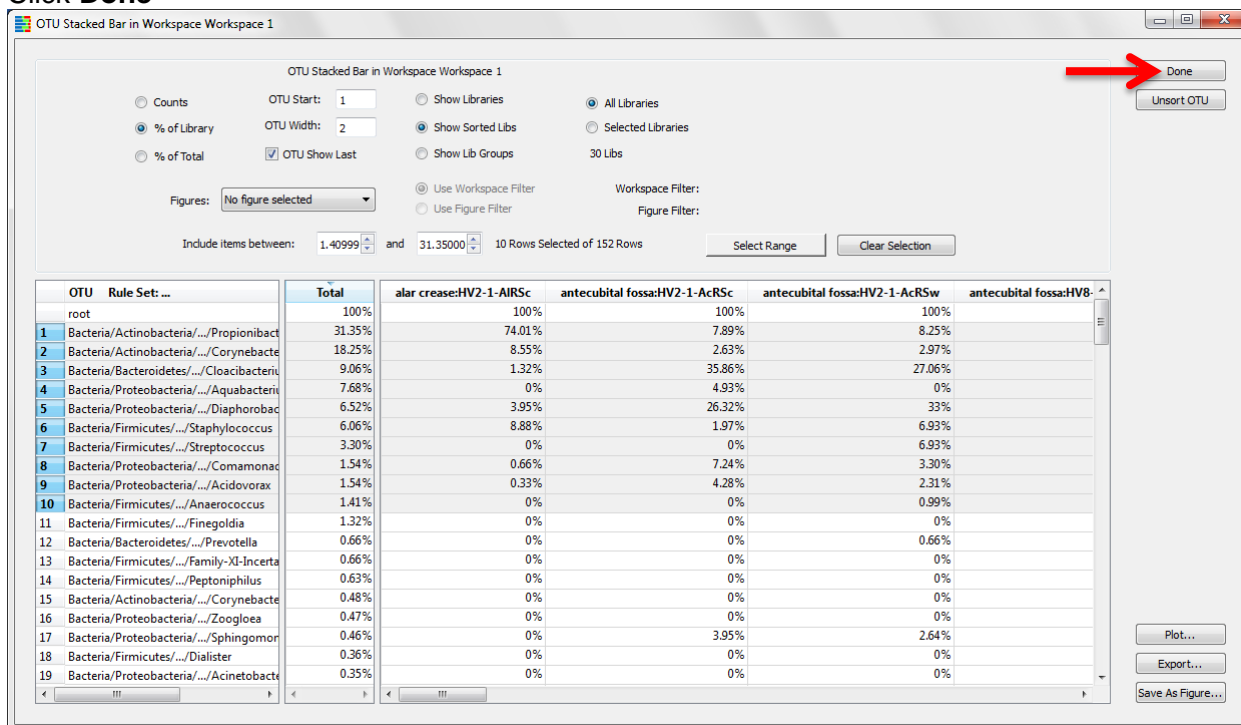 Click Done
OTU Stacked Bar in Workspace Workspace 1
OTU Stacked Bar in Workspace Workspace 1
Done
Counts OTU Start: 1 Show Libraries All Libraries
Unsort OTU
% of Library OTU Width: 2 Show Sorted Libs Selected Libraries
% of Total OTU Show Last Show Lib Groups 30 Libs
Figures: No figure selected Use Workspace Filter Workspace Filter:
Use Figure Filter Figure Filter:
Include items between: 1.40999 and 31.35000 10 Rows Selected of 152 Rows Select Range Clear Selection
OTU Rule Set: ... Total alar crease:HV2-1-AlRSc antecubital fossa:HV2-1-AcRSc antecubital fossa:HV2-1-AcRSw antecubital fossa:HV8-
root 100% 100% 100% 100%
1 Bacteria/Actinobacteria/.../Propionibact 31.35% 74.01% 7.89% 8.25%
2 Bacteria/Actinobacteria/.../Corynebacte 18.25% 8.55% 2.63% 2.97%
3 Bacteria/Bacteroidetes/.../Cloacibacteriu 9.06% 1.32% 35.86% 27.06%
4 Bacteria/Proteobacteria/.../Aquabacteriu 7.68% 0% 4.93% 0%
5 Bacteria/Proteobacteria/.../Diaphorobac 6.52% 3.95% 26.32% 33%
6 Bacteria/Firmicutes/.../Staphylococcus 6.06% 8.88% 1.97% 6.93%
7 Bacteria/Firmicutes/.../Streptococcus 3.30% 0% 0% 6.93%
8 Bacteria/Proteobacteria/.../Comamonac 1.54% 0.66% 7.24% 3.30%
9 Bacteria/Proteobacteria/.../Acidovorax 1.54% 0.33% 4.28% 2.31%
10 Bacteria/Firmicutes/.../Anaerococcus 1.41% 0% 0% 0.99%
11 Bacteria/Firmicutes/.../Finegoldia 1.32% 0% 0% 0%
12 Bacteria/Bacteroidetes/.../Prevotella 0.66% 0% 0% 0.66%
13 Bacteria/Firmicutes/.../Family-XI-Incerta 0.66% 0% 0% 0%
14 Bacteria/Firmicutes/.../Peptoniphilus 0.63% 0% 0% 0%
15 Bacteria/Actinobacteria/.../Corynebacte 0.48% 0% 0% 0%
16 Bacteria/Proteobacteria/.../Zoogloea 0.47% 0% 0% 0%
17 Bacteria/Proteobacteria/.../Sphingomon 0.46% 0% 3.95% 2.64%
18 Bacteria/Firmicutes/.../Dialister 0.36% 0% 0% 0%
19 Bacteria/Proteobacteria/.../Acinetobacte 0.35% 0% 0% 0%
Plot...
Export...
Save As Figure...